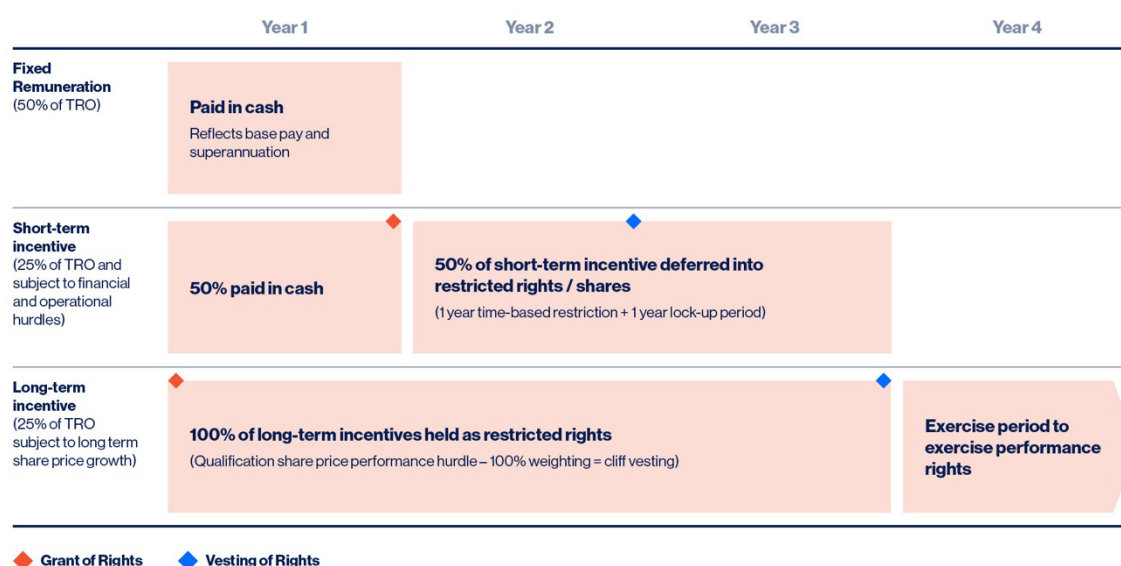 Year 1 Year 2 Year 3 Year 4
Fixed
Remuneration
(50% of TRO)
Paid in cash
Reflects base pay and
superannuation
Short-term
incentive
(25% of TRO and
subject to financial
and operational
hurdles)
50% paid in cash
50% of short-term incentive deferred into
restricted rights / shares
(1 year time-based restriction + 1 year lock-up period)
Long-term
incentive
(25% of TRO
subject to long term
share price growth)
100% of long-term incentives held as restricted rights
(Qualification share price performance hurdle – 100% weighting = cliff vesting)
Exercise period to
exercise performance
rights
Grant of Rights Vesting of Rights